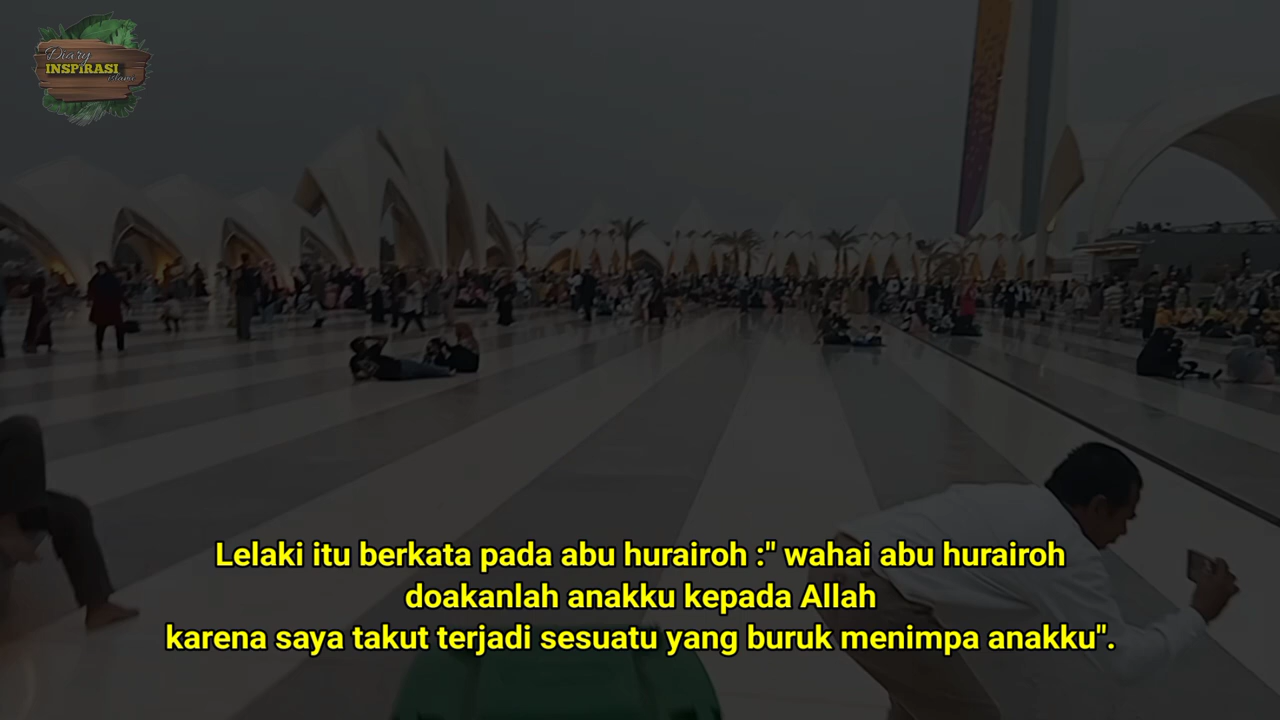 Diary
INSPIRASI
Islami
Lelaki itu berkata pada abu hurairoh :" wahai abu hurairoh
doakanlah anakku kepada Allah
karena saya takut terjadi sesuatu yang buruk menimpa anakku".